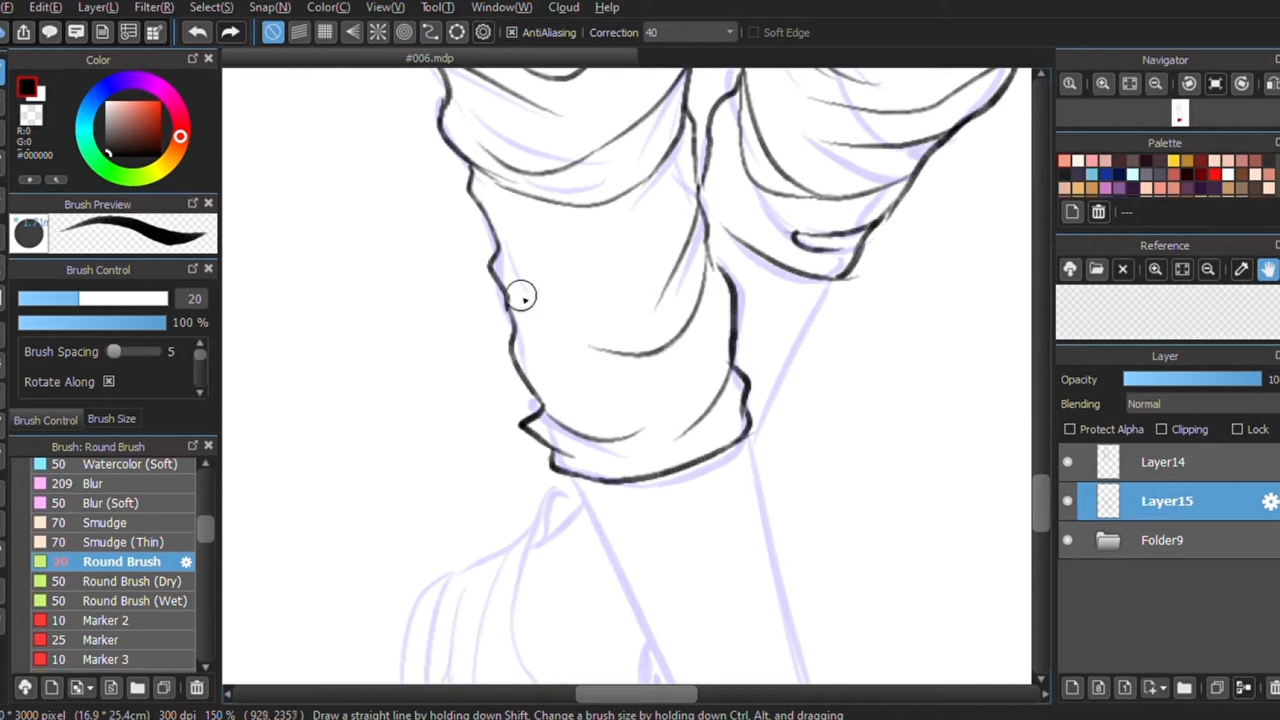 Edit(E) Layer(L) Filter(R) Select(S) Snap(N) Color(C) View(V) Tool(T) Window(W) Cloud Help
AntiAliasing Correction 40 Soft Edge
#006.mdp
Color
R:0
G:0
#000000
Brush Preview
Brush Control
20
100 %
Brush Spacing 5
Rotate Along
Brush Control Brush Size
Brush: Round Brush
50 Watercolor (Soft)
209 Blur
50 Blur (Soft)
70 Smudge
70 Smudge (Thin)
20 Round Brush
50 Round Brush (Dry)
50 Round Brush (Wet)
10 Marker 2
25 Marker
10 Marker 3
Navigator
Palette
---
Reference
Layer
Opacity 10
Blending Normal
Protect Alpha Clipping Lock
Layer14
Layer15
Folder9
* 3000 pixel (16.9 * 25.4cm) 300 dpi 150 % (929, 2357) Draw a straight line by holding down Shift, Change a brush size by holding down Ctrl, Alt, and dragging